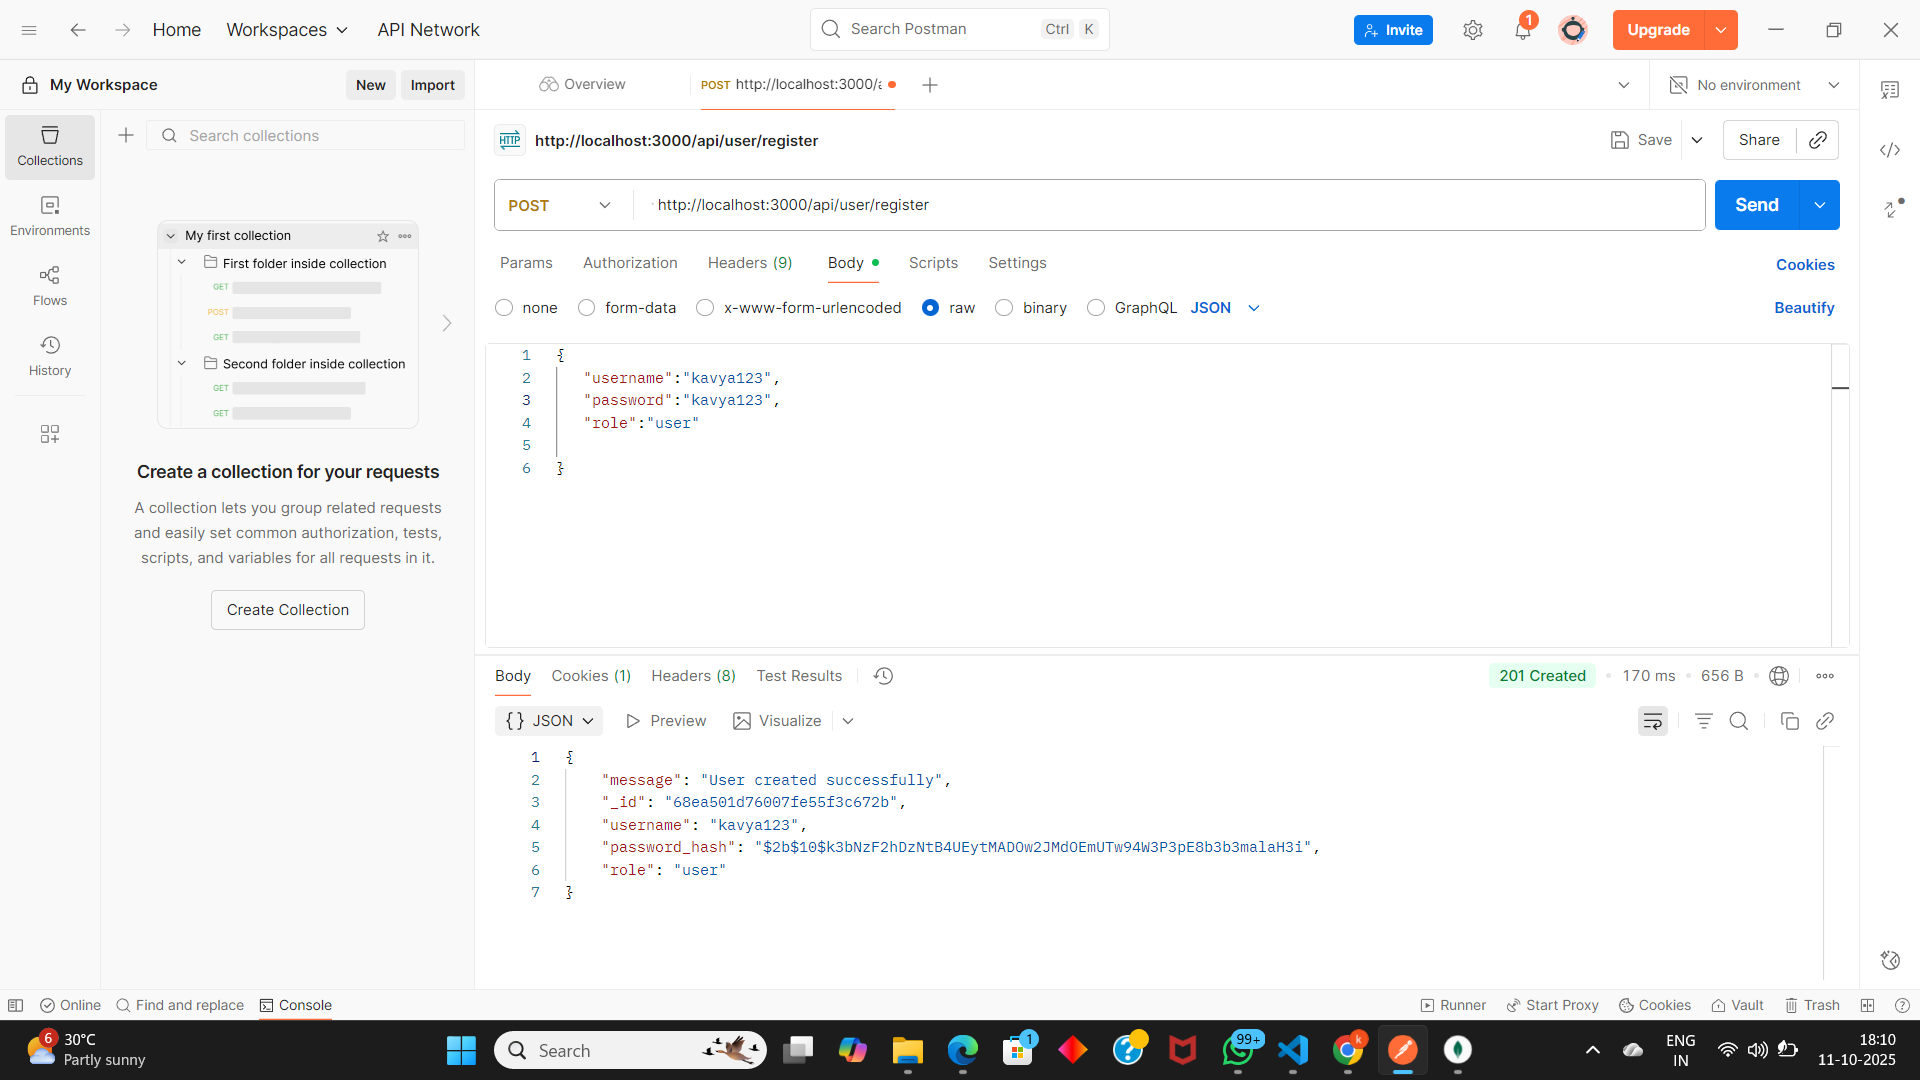 Home Workspaces API Network Search Postman Ctrl K Invite 1 Upgrade
My Workspace New Import Overview POST http://localhost:3000/a No environment
Collections
Search collections
http://localhost:3000/api/user/register Save Share
POST http://localhost:3000/api/user/register Send
Environments
Flows
History
My first collection
First folder inside collection
GET
POST
GET
Second folder inside collection
GET
GET
Create a collection for your requests
A collection lets you group related requests
and easily set common authorization, tests,
scripts, and variables for all requests in it.
Create Collection
Params Authorization Headers (9) Body Scripts Settings Cookies
none form-data x-www-form-urlencoded raw binary GraphQL JSON Beautify
1 {
2 "username":"kavya123",
3 "password":"kavya123",
4 "role":"user"
5
6 }
Body Cookies (1) Headers (8) Test Results 201 Created 170 ms 656 B
{} JSON Preview Visualize
1 {
2 "message": "User created successfully",
3 "_id": "68ea501d76007fe55f3c672b",
4 "username": "kavya123",
5 "password_hash": "$2b$10$k3bNzF2hDzNtB4UEytMADOw2JMdOEmUTw94W3P3pE8b3b3malaH3i",
6 "role": "user"
7 }
Online Find and replace Console Runner Start Proxy Cookies Vault Trash
6 30°C
Partly sunny
Search 1 99+ k
ENG
IN
18:10
11-10-2025